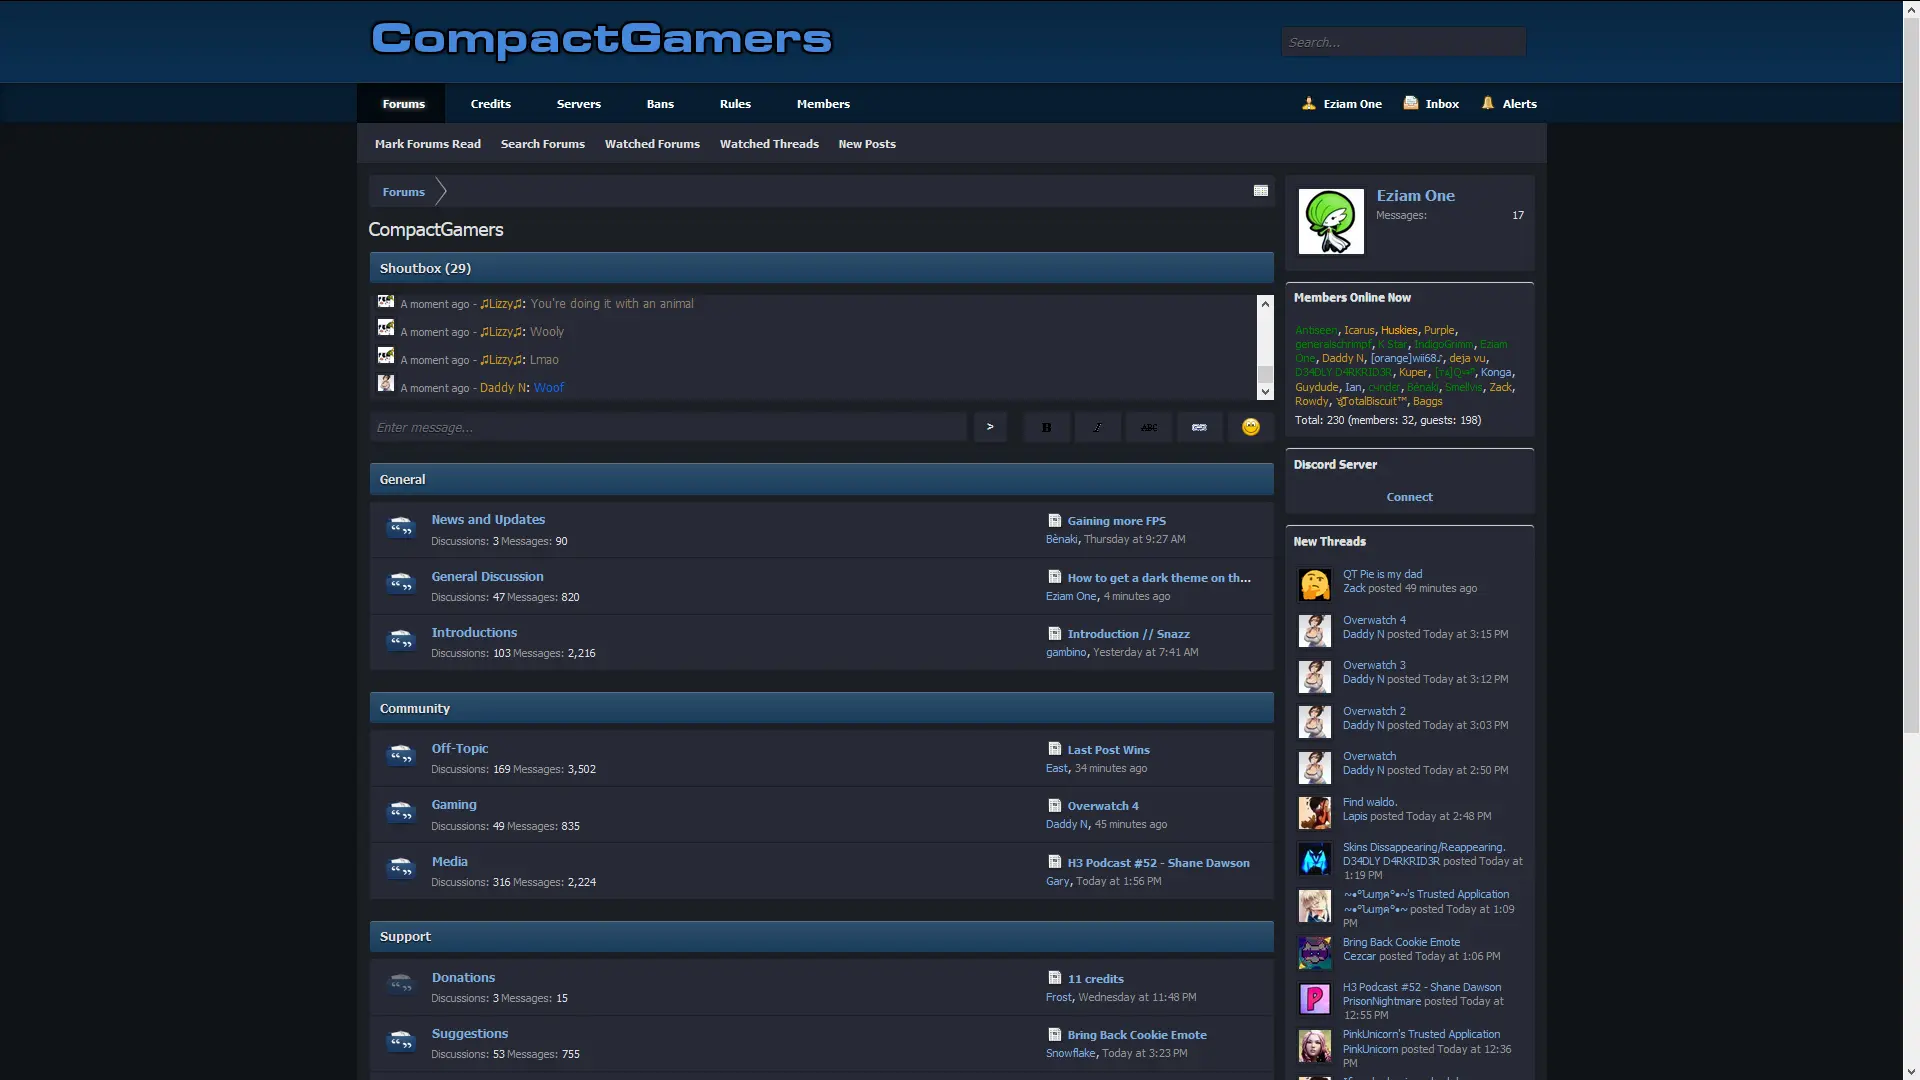 CompactGamers
Search...
Forums Credits Servers Bans Rules Members
Eziam One Inbox Alerts
Mark Forums Read Search Forums Watched Forums Watched Threads New Posts
Forums
CompactGamers
Shoutbox (29)
A moment ago - ♫Lizzy♫: You're doing it with an animal
A moment ago - ♫Lizzy♫: Wooly
A moment ago - ♫Lizzy♫: Lmao
A moment ago - Daddy N: Woof
Enter message...
> B I ABC
General
News and Updates
Discussions: 3 Messages: 90
Gaining more FPS
Bènaki, Thursday at 9:27 AM
General Discussion
Discussions: 47 Messages: 820
How to get a dark theme on th...
Eziam One, 4 minutes ago
Introductions
Discussions: 103 Messages: 2,216
Introduction // Snazz
gambino, Yesterday at 7:41 AM
Community
Off-Topic
Discussions: 169 Messages: 3,502
Last Post Wins
East, 34 minutes ago
Gaming
Discussions: 49 Messages: 835
Overwatch 4
Daddy N, 45 minutes ago
Media
Discussions: 316 Messages: 2,224
H3 Podcast #52 - Shane Dawson
Gary, Today at 1:56 PM
Support
Donations
Discussions: 3 Messages: 15
11 credits
Frost, Wednesday at 11:48 PM
Suggestions
Discussions: 53 Messages: 755
Bring Back Cookie Emote
Snowflake, Today at 3:23 PM
Eziam One
Messages: 17
Members Online Now
Antiseen, Icarus, Huskies, Purple,
generalschrimpf, K Star, IndigoGrimm, Eziam
One, Daddy N, [orange]wii68♪, deja vu,
D34DLY D4RKRID3R, Kuper, Konga,
Guydude, Ian, Bènaki, Smellvis, Zack,
Rowdy, TotalBiscuit™, Baggs
Total: 230 (members: 32, guests: 198)
Discord Server
Connect
New Threads
QT Pie is my dad
Zack posted 49 minutes ago
Overwatch 4
Daddy N posted Today at 3:15 PM
Overwatch 3
Daddy N posted Today at 3:12 PM
Overwatch 2
Daddy N posted Today at 3:03 PM
Overwatch
Daddy N posted Today at 2:50 PM
Find waldo.
Lapis posted Today at 2:48 PM
Skins Dissappearing/Reappearing.
D34DLY D4RKRID3R posted Today at
1:19 PM
's Trusted Application
posted Today at 1:09
PM
Bring Back Cookie Emote
Cezcar posted Today at 1:06 PM
H3 Podcast #52 - Shane Dawson
PrisonNightmare posted Today at
12:55 PM
PinkUnicorn's Trusted Application
PinkUnicorn posted Today at 12:36
PM